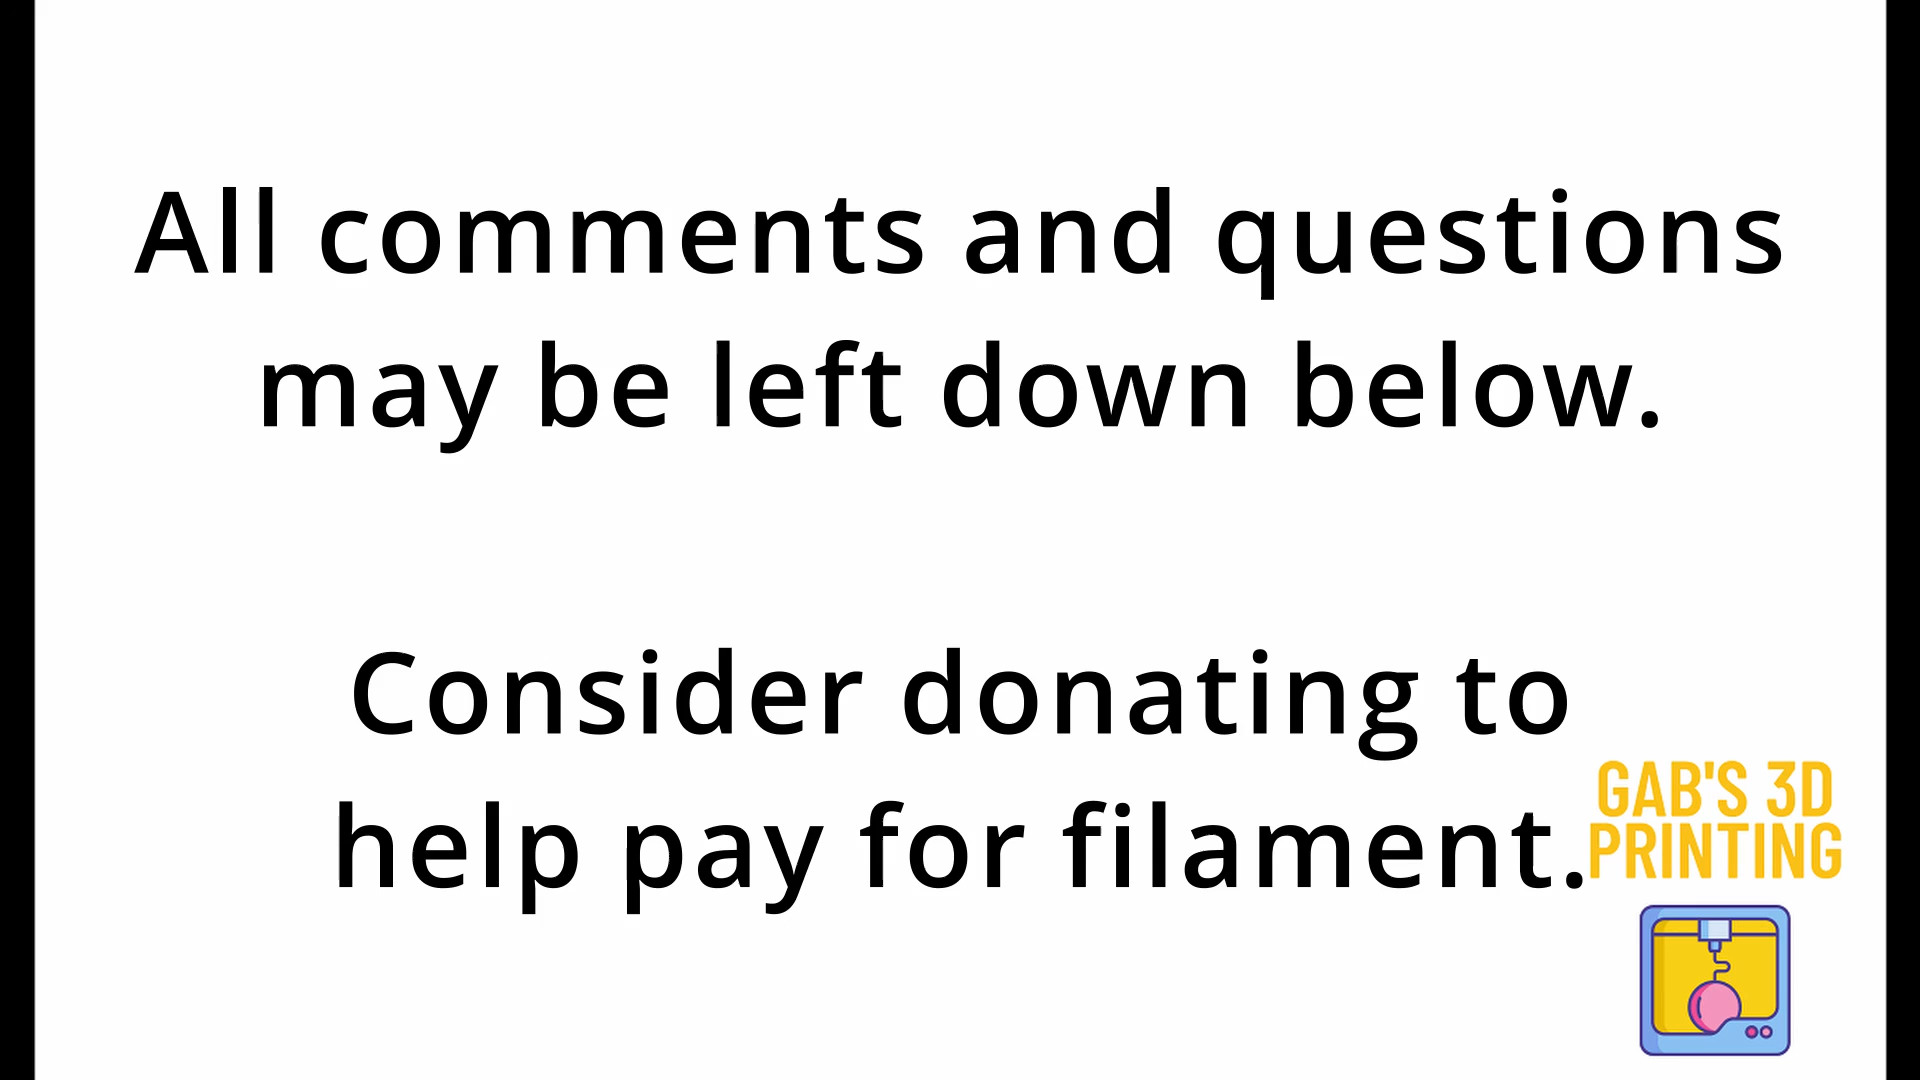 All comments and questions
may be left down below.
Consider donating to
help pay for filament.
GAB'S 3D
PRINTING